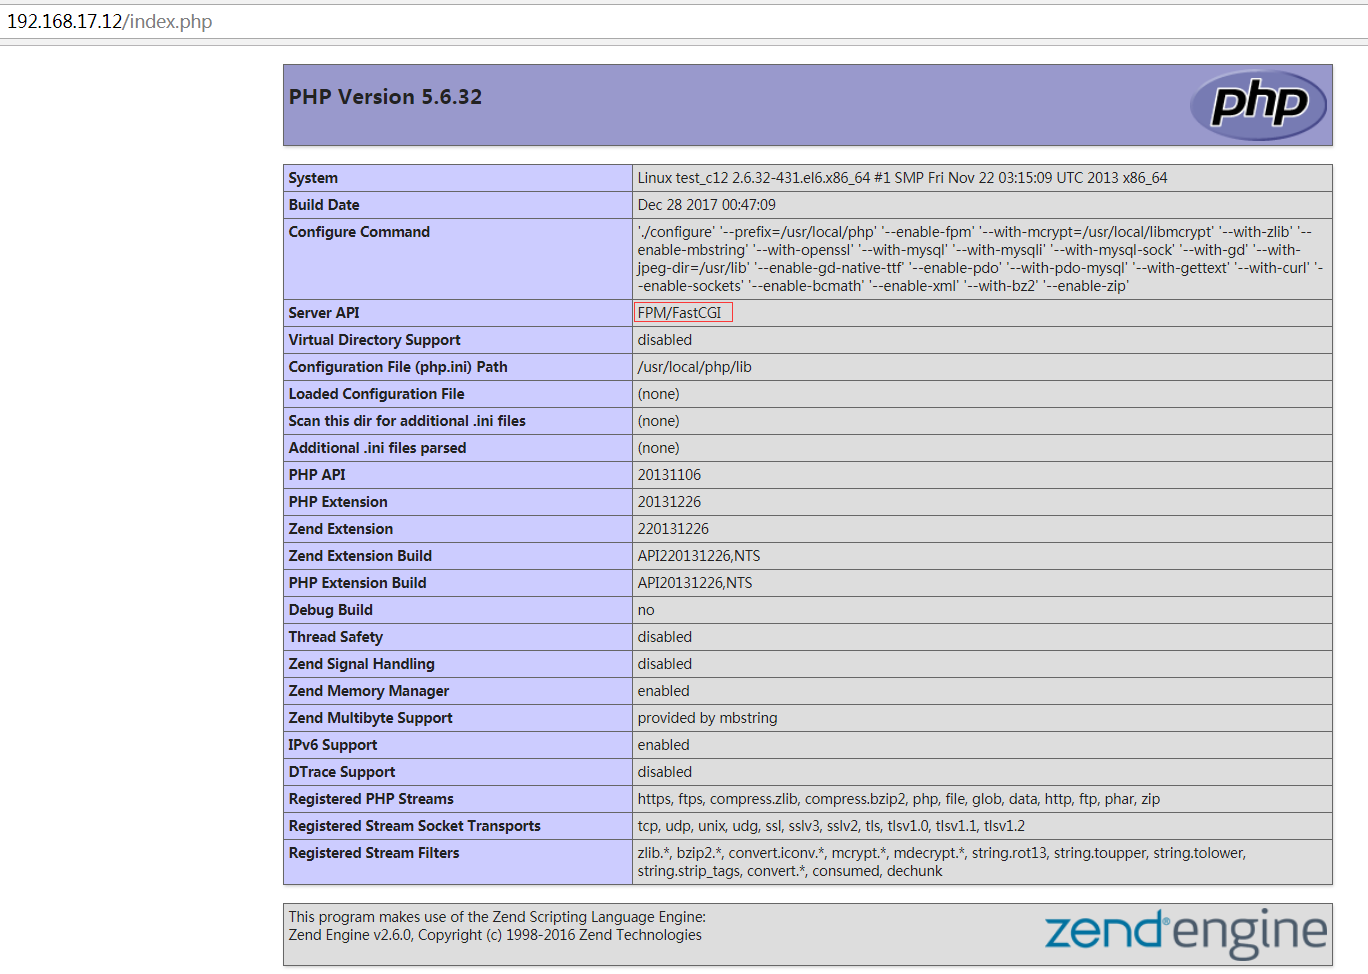 192.168.17.12/index.php
PHP Version 5.6.32
php
System Linux test_c12 2.6.32-431.el6.x86_64 #1 SMP Fri Nov 22 03:15:09 UTC 2013 x86_64
Build Date Dec 28 2017 00:47:09
Configure Command './configure' '--prefix=/usr/local/php' '--enable-fpm' '--with-mcrypt=/usr/local/libmcrypt' '--with-zlib' '--
enable-mbstring' '--with-openssl' '--with-mysql' '--with-mysqli' '--with-mysql-sock' '--with-gd' '--with-
jpeg-dir=/usr/lib' '--enable-gd-native-ttf' '--enable-pdo' '--with-pdo-mysql' '--with-gettext' '--with-curl' '-
-enable-sockets' '--enable-bcmath' '--enable-xml' '--with-bz2' '--enable-zip'
Server API FPM/FastCGI
Virtual Directory Support disabled
Configuration File (php.ini) Path /usr/local/php/lib
Loaded Configuration File (none)
Scan this dir for additional .ini files (none)
Additional .ini files parsed (none)
PHP API 20131106
PHP Extension 20131226
Zend Extension 220131226
Zend Extension Build API220131226,NTS
PHP Extension Build API20131226,NTS
Debug Build no
Thread Safety disabled
Zend Signal Handling disabled
Zend Memory Manager enabled
Zend Multibyte Support provided by mbstring
IPv6 Support enabled
DTrace Support disabled
Registered PHP Streams https, ftps, compress.zlib, compress.bzip2, php, file, glob, data, http, ftp, phar, zip
Registered Stream Socket Transports tcp, udp, unix, udg, ssl, sslv3, sslv2, tls, tlsv1.0, tlsv1.1, tlsv1.2
Registered Stream Filters zlib.*, bzip2.*, convert.iconv.*, mcrypt.*, mdecrypt.*, string.rot13, string.toupper, string.tolower,
string.strip_tags, convert.*, consumed, dechunk
This program makes use of the Zend Scripting Language Engine:
Zend Engine v2.6.0, Copyright (c) 1998-2016 Zend Technologies
zend® engine